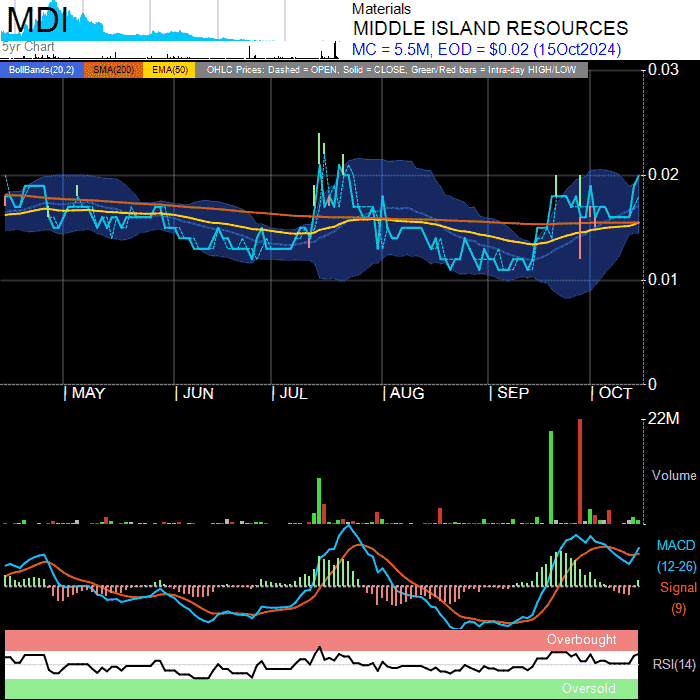 MDI
5yr Chart
Materials
MIDDLE ISLAND RESOURCES
MC = 5.5M, EOD = $0.02 (15Oct2024)
BollBands(20,2) SMA(200) EMA(50) OHLC Prices: Dashed = OPEN, Solid = CLOSE, Green/Red bars = Intra-day HIGH/LOW
0.03
0.02
0.01
0
MAY JUN JUL AUG SEP OCT
22M
Volume
MACD
(12-26)
Signal
(9)
Overbought
RSI(14)
Oversold